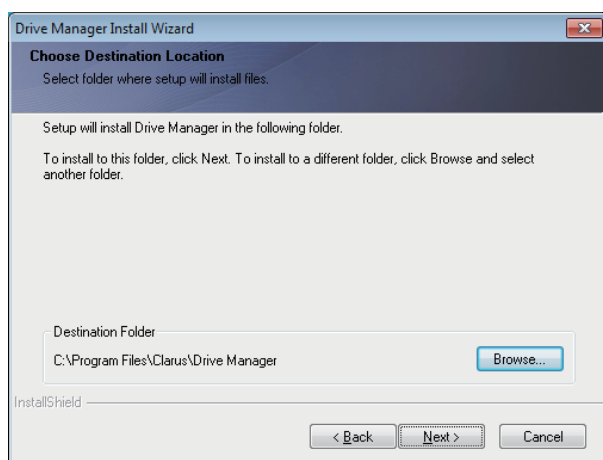 Drive Manager Install Wizard
Choose Destination Location
Select folder where setup will install files.
Setup will install Drive Manager in the following folder.
To install to this folder, click Next. To install to a different folder, click Browse and select
another folder.
Destination Folder
C:\Program Files\Clarus\Drive Manager
Browse...
InstallShield
< Back
Next >
Cancel